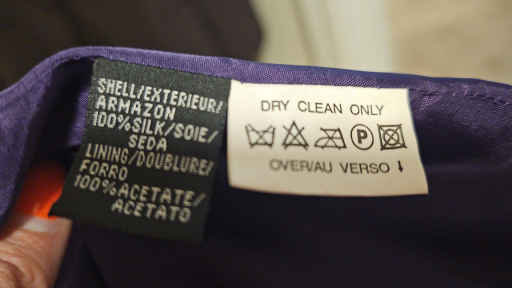 SHELL/EXTERIEUR/
ARMAZON
100%SILK/SOIE/
SEDA
LINING/DOUBLURE/
FORRO
100%ACETATE/
ACETATO
DRY CLEAN ONLY
P
OVER/AU VERSO ↓